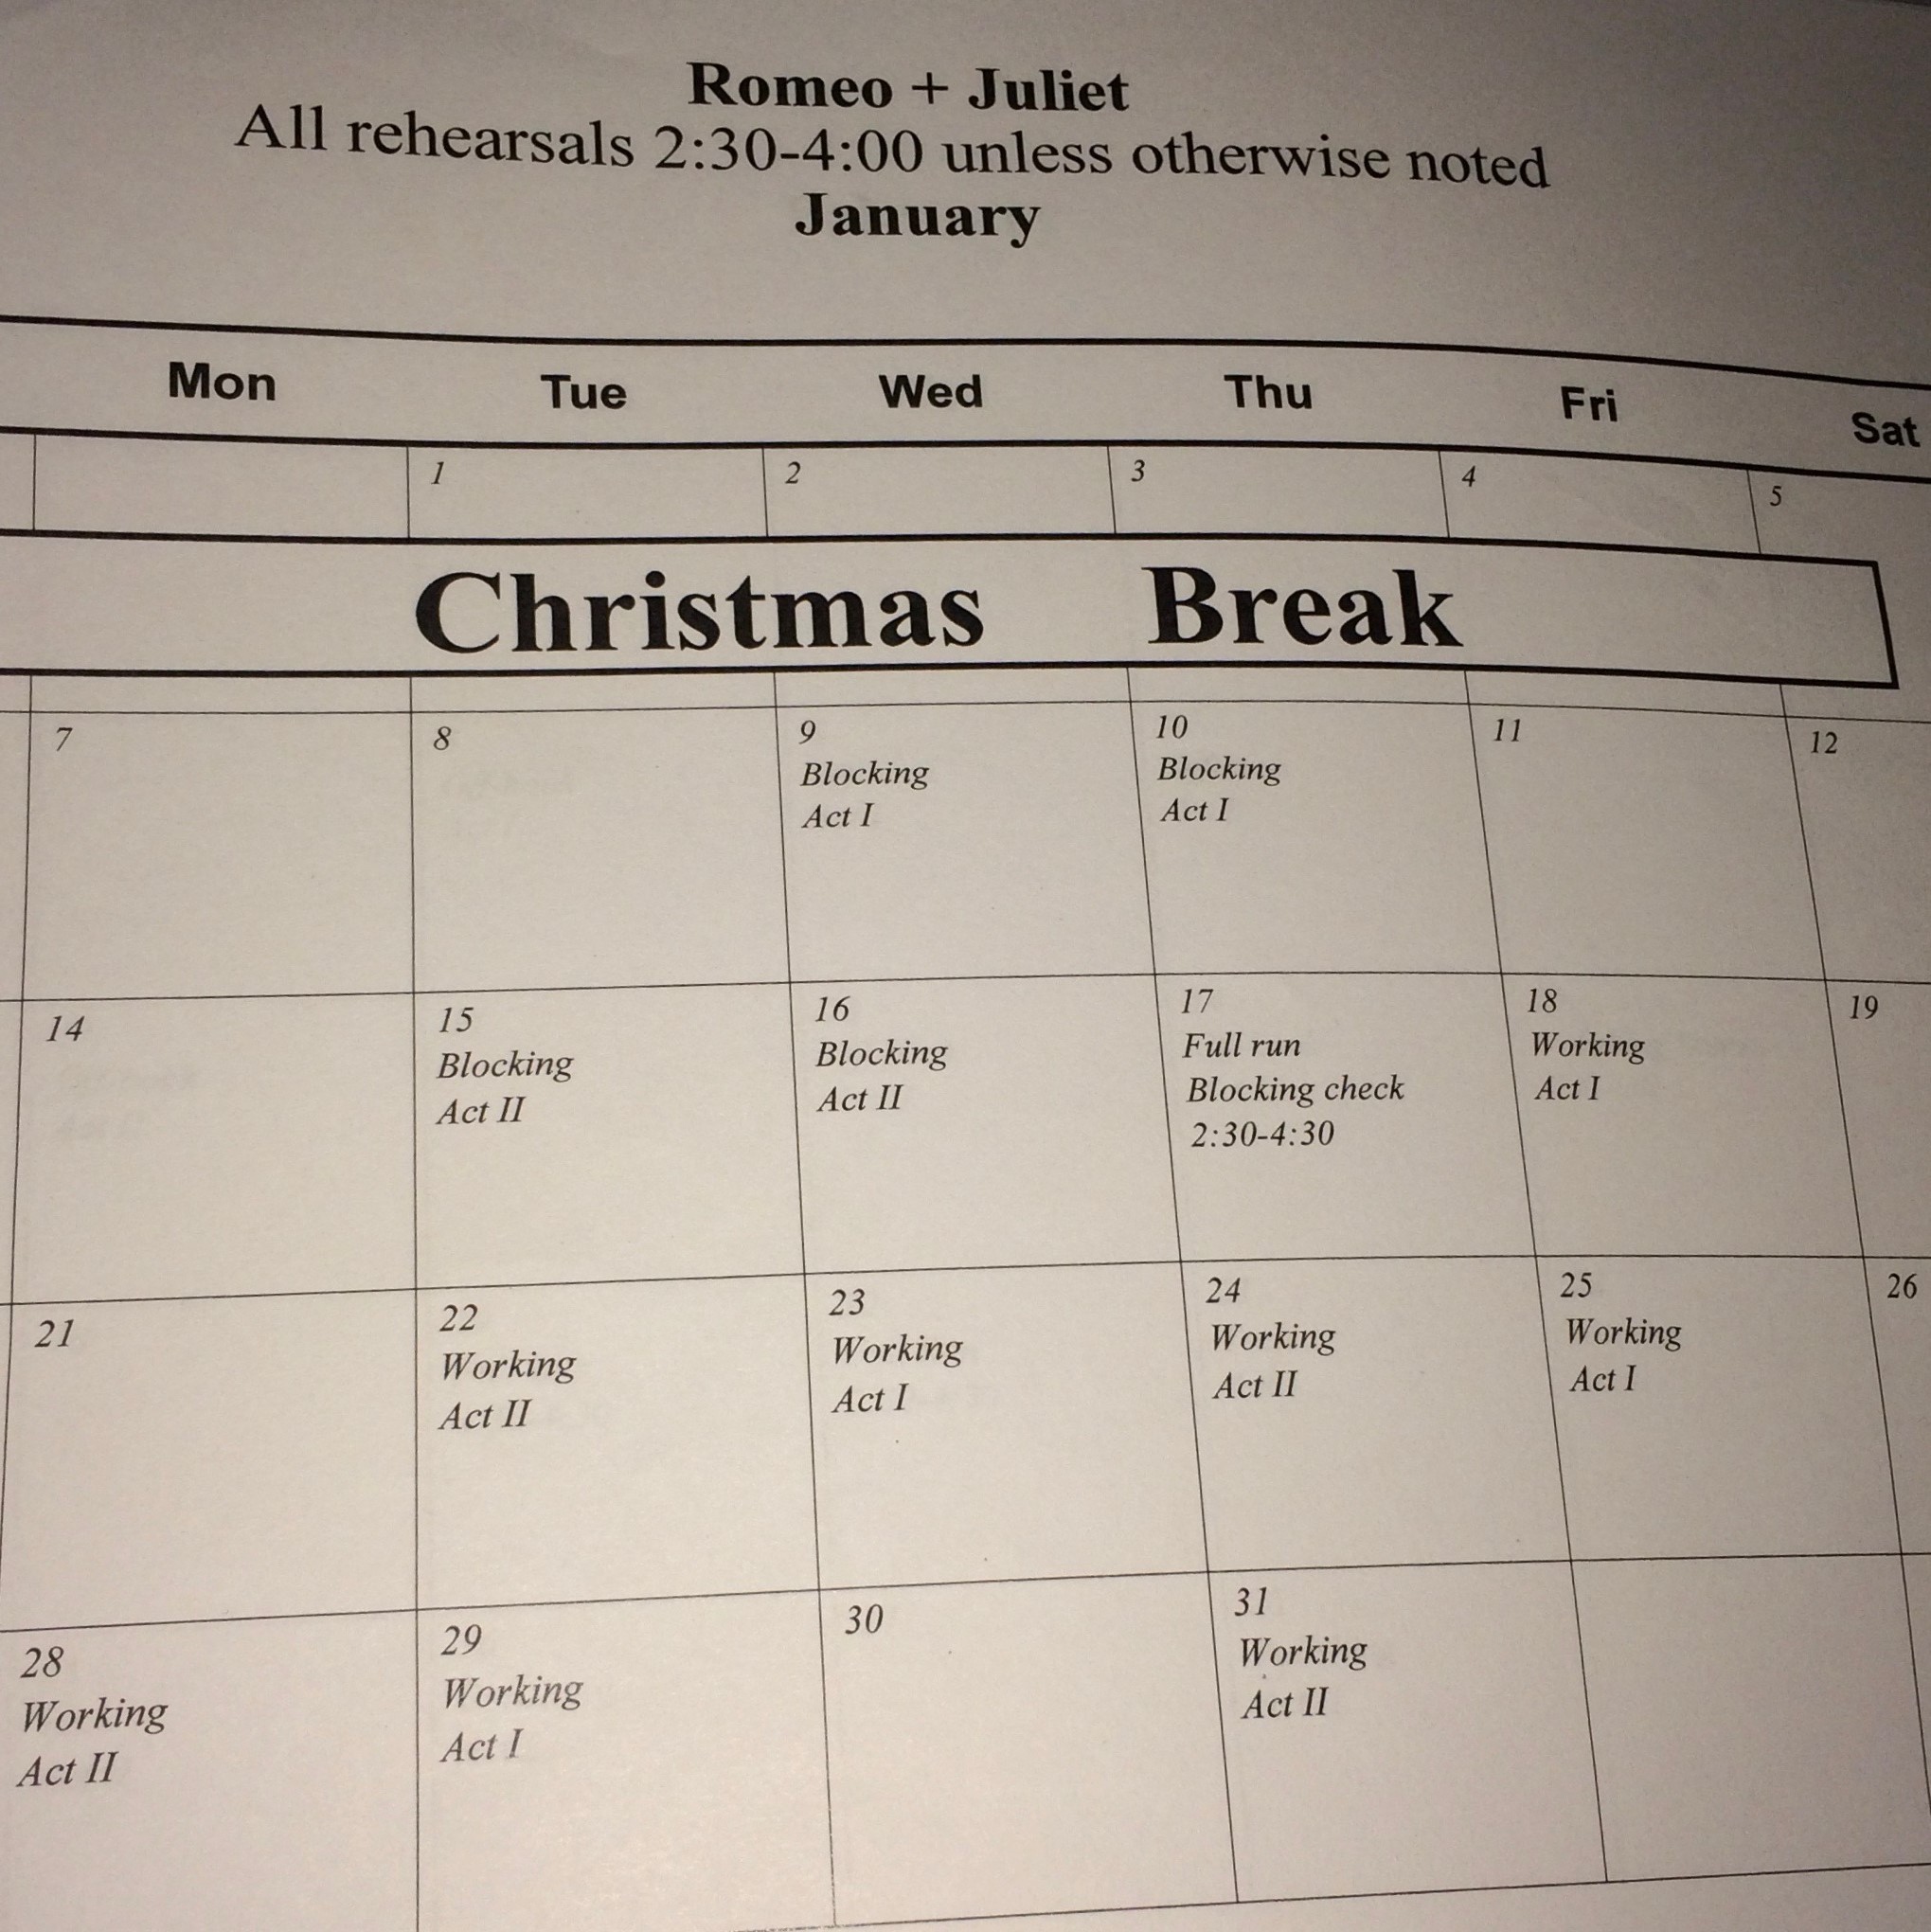 Romeo + Juliet
All rehearsals 2:30-4:00 unless otherwise noted
January
Mon Tue Wed Thu Fri Sat
1 2 3 4 5
Christmas Break
7
8
9
Blocking
Act I
10
Blocking
Act I
11
12
14
15
Blocking
Act II
16
Blocking
Act II
17
Full run
Blocking check
2:30-4:30
18
Working
Act I
19
21
22
Working
Act II
23
Working
Act I
24
Working
Act II
25
Working
Act I
26
28
Working
Act II
29
Working
Act I
30
31
Working
Act II